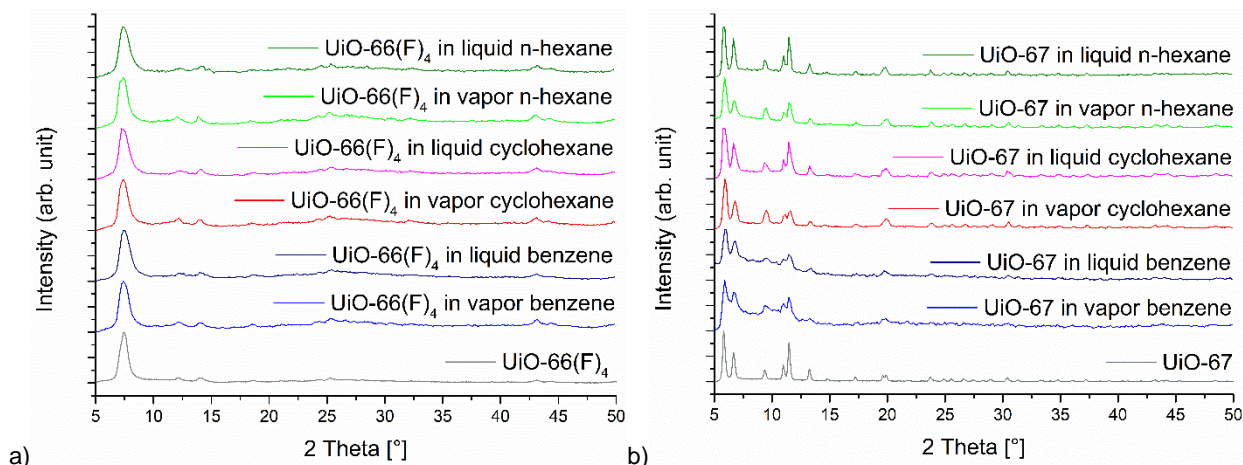 Intensity (arb. unit)
UiO-66(F)4 in liquid n-hexane
UiO-66(F)4 in vapor n-hexane
UiO-66(F)4 in liquid cyclohexane
UiO-66(F)4 in vapor cyclohexane
UiO-66(F)4 in liquid benzene
UiO-66(F)4 in vapor benzene
UiO-66(F)4
5 10 15 20 25 30 35 40 45 50
2 Theta [°]
a)
Intensity (arb. unit)
UiO-67 in liquid n-hexane
UiO-67 in vapor n-hexane
UiO-67 in liquid cyclohexane
UiO-67 in vapor cyclohexane
UiO-67 in liquid benzene
UiO-67 in vapor benzene
UiO-67
5 10 15 20 25 30 35 40 45 50
2 Theta [°]
b)